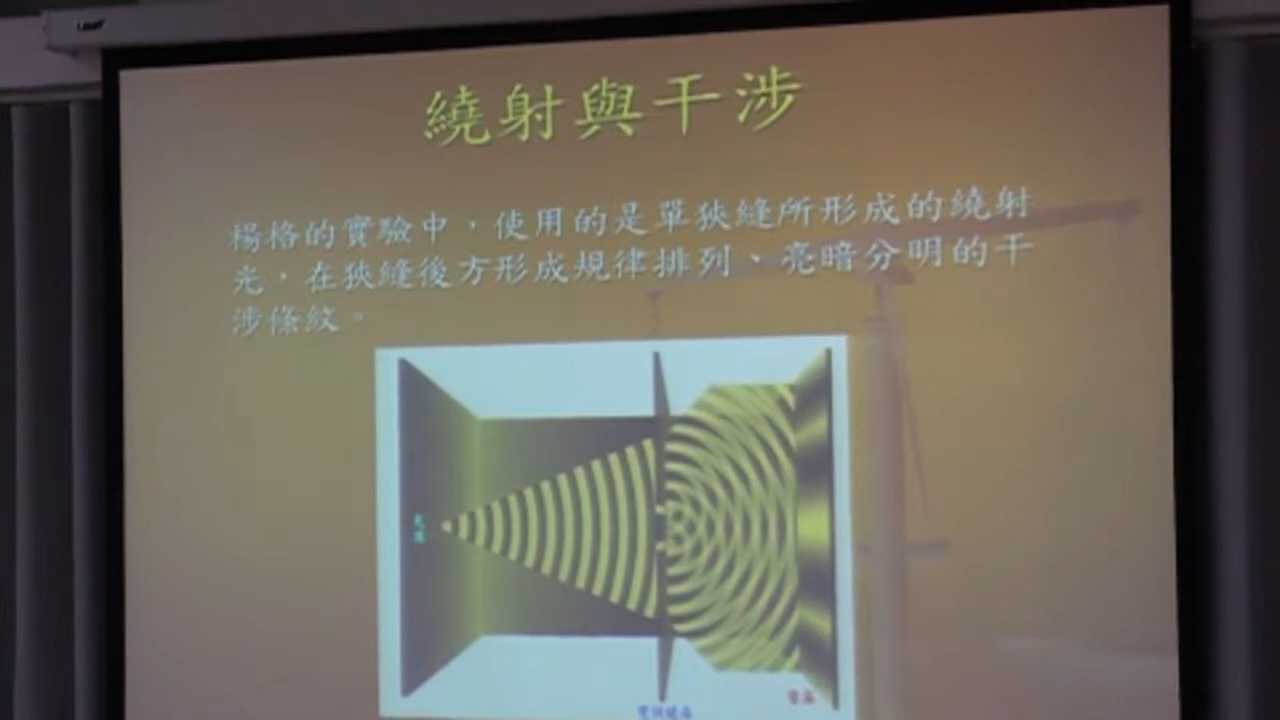 繞射與干涉
楊格的實驗中，使用的是單狹縫所形成的繞射
光，在狹縫後方形成規律排列、亮暗分明的干
涉條紋。
光源